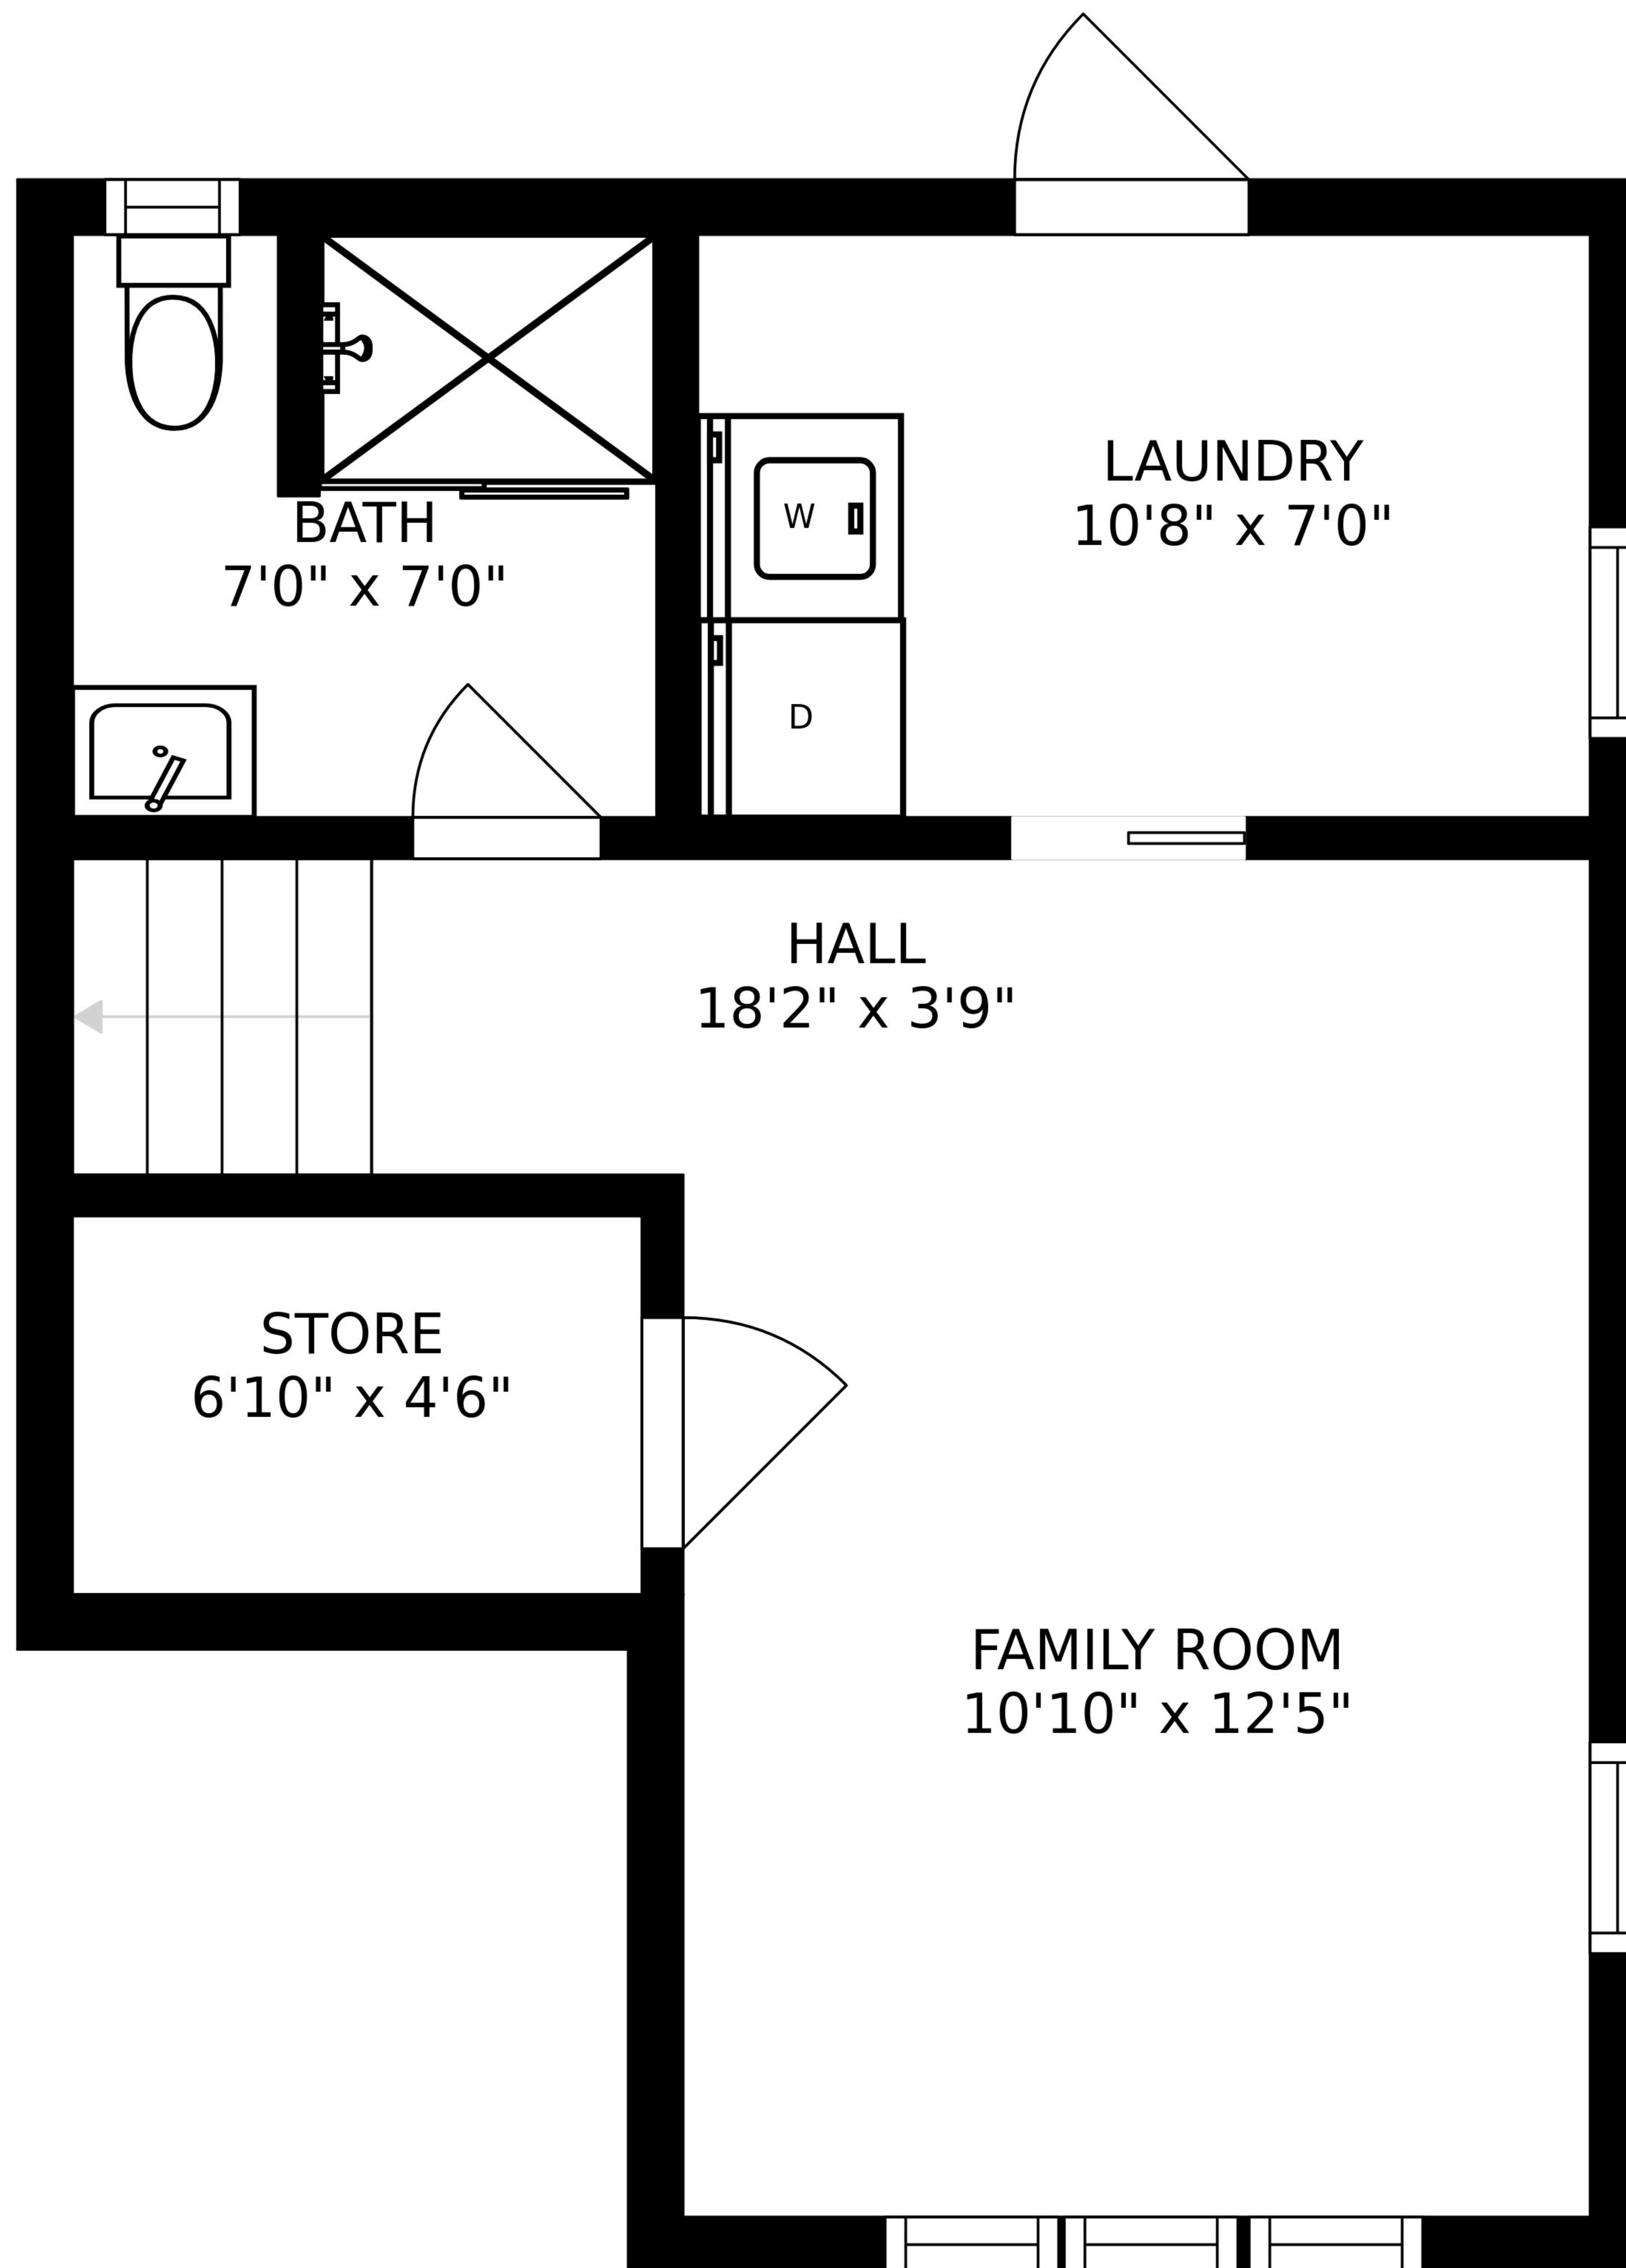 BATH
7'0" x 7'0"
LAUNDRY
10'8" x 7'0"
W
D
HALL
18'2" x 3'9"
STORE
6'10" x 4'6"
FAMILY ROOM
10'10" x 12'5"